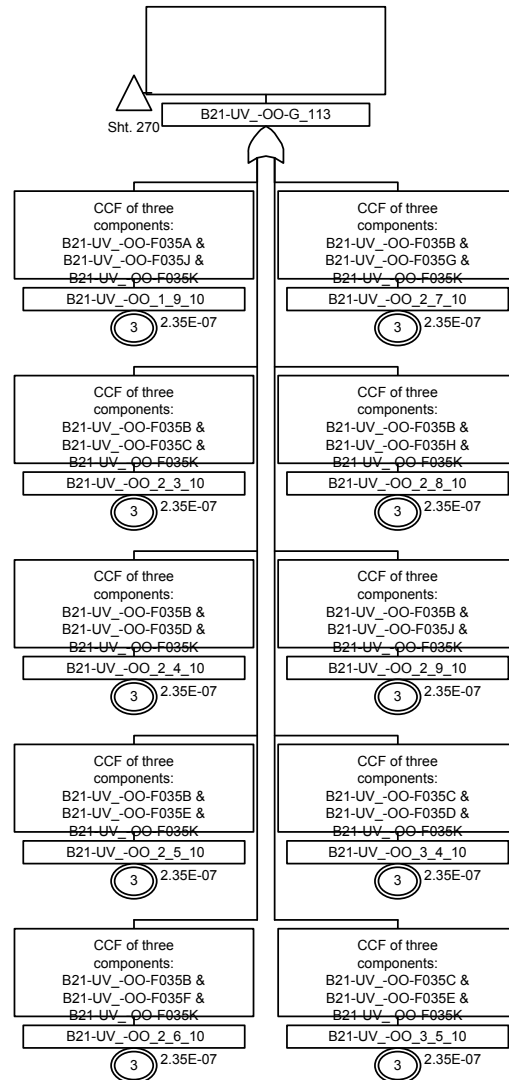 Sht. 270
B21-UV_-OO-G_113
CCF of three
components:
B21-UV_-OO-F035A &
B21-UV_-OO-F035J &
B21-UV_-OO-F035K
B21-UV_-OO_1_9_10
3
2.35E-07
CCF of three
components:
B21-UV_-OO-F035B &
B21-UV_-OO-F035G &
B21-UV_-OO-F035K
B21-UV_-OO_2_7_10
3
2.35E-07
CCF of three
components:
B21-UV_-OO-F035B &
B21-UV_-OO-F035C &
B21-UV_-OO-F035K
B21-UV_-OO_2_3_10
3
2.35E-07
CCF of three
components:
B21-UV_-OO-F035B &
B21-UV_-OO-F035H &
B21-UV_-OO-F035K
B21-UV_-OO_2_8_10
3
2.35E-07
CCF of three
components:
B21-UV_-OO-F035B &
B21-UV_-OO-F035D &
B21-UV_-OO-F035K
B21-UV_-OO_2_4_10
3
2.35E-07
CCF of three
components:
B21-UV_-OO-F035B &
B21-UV_-OO-F035J &
B21-UV_-OO-F035K
B21-UV_-OO_2_9_10
3
2.35E-07
CCF of three
components:
B21-UV_-OO-F035B &
B21-UV_-OO-F035E &
B21-UV_-OO-F035K
B21-UV_-OO_2_5_10
3
2.35E-07
CCF of three
components:
B21-UV_-OO-F035C &
B21-UV_-OO-F035D &
B21-UV_-OO-F035K
B21-UV_-OO_3_4_10
3
2.35E-07
CCF of three
components:
B21-UV_-OO-F035B &
B21-UV_-OO-F035F &
B21-UV_-OO-F035K
B21-UV_-OO_2_6_10
3
2.35E-07
CCF of three
components:
B21-UV_-OO-F035C &
B21-UV_-OO-F035E &
B21-UV_-OO-F035K
B21-UV_-OO_3_5_10
3
2.35E-07